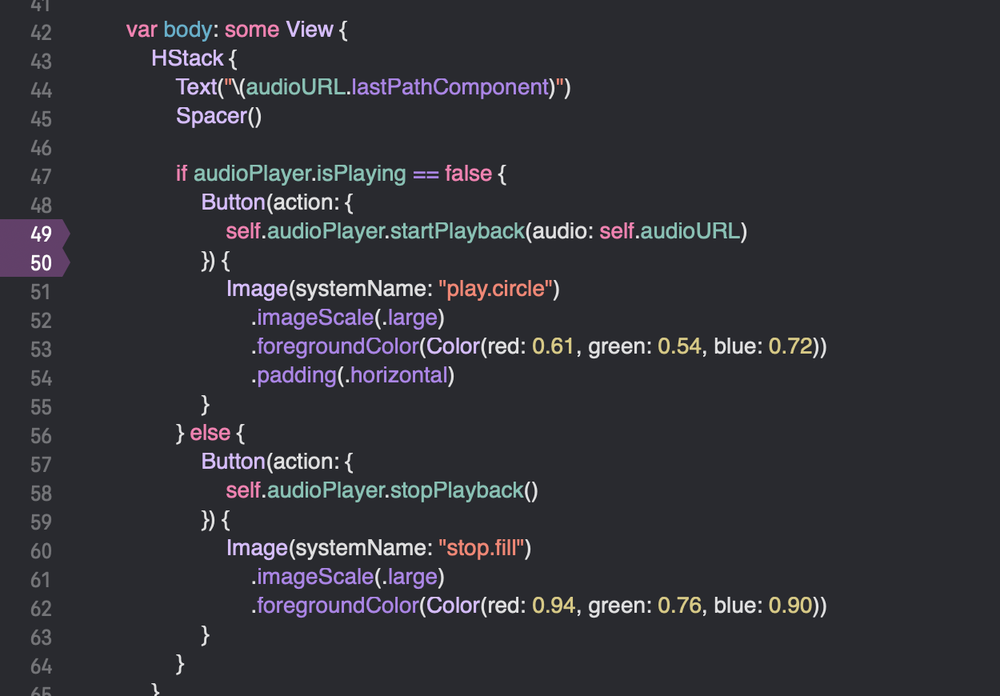 41
42 var body: some View {
43 HStack {
44 Text("\(audioURL.lastPathComponent)")
45 Spacer()
46
47 if audioPlayer.isPlaying == false {
48 Button(action: {
49 self.audioPlayer.startPlayback(audio: self.audioURL)
50 }) {
51 Image(systemName: "play.circle")
52 .imageScale(.large)
53 .foregroundColor(Color(red: 0.61, green: 0.54, blue: 0.72))
54 .padding(.horizontal)
55 }
56 } else {
57 Button(action: {
58 self.audioPlayer.stopPlayback()
59 }) {
60 Image(systemName: "stop.fill")
61 .imageScale(.large)
62 .foregroundColor(Color(red: 0.94, green: 0.76, blue: 0.90))
63 }
64 }
65 }